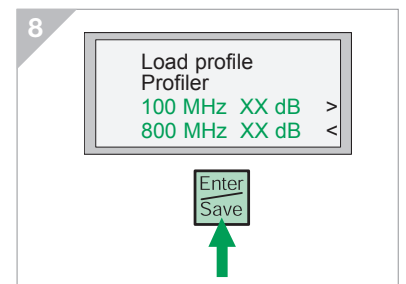 8
Load profile
Profiler
100 MHz XX dB >
800 MHz XX dB <
Enter
Save